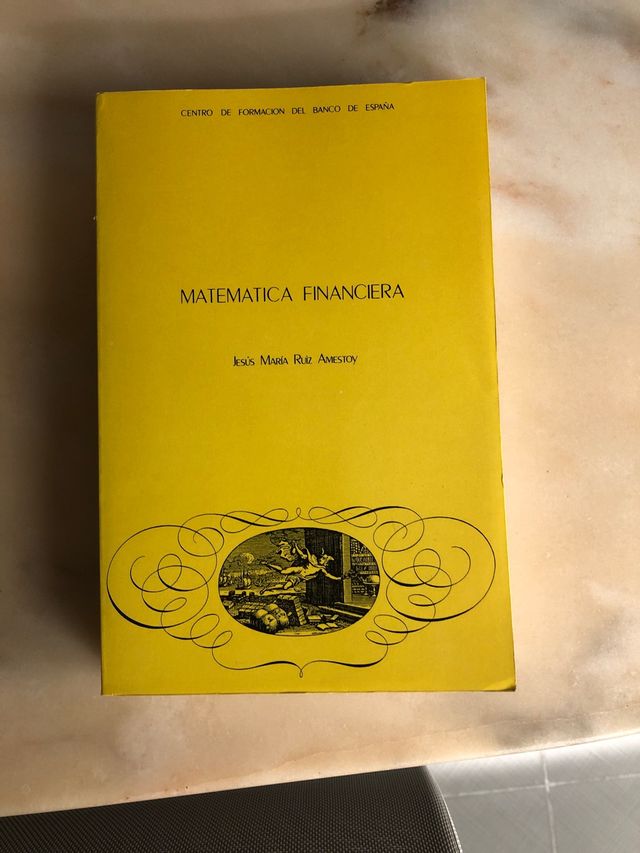 CENTRO DE FORMACION DEL BANCO DE ESPAÑA
MATEMATICA FINANCIERA
Jesús María Ruiz Amestoy